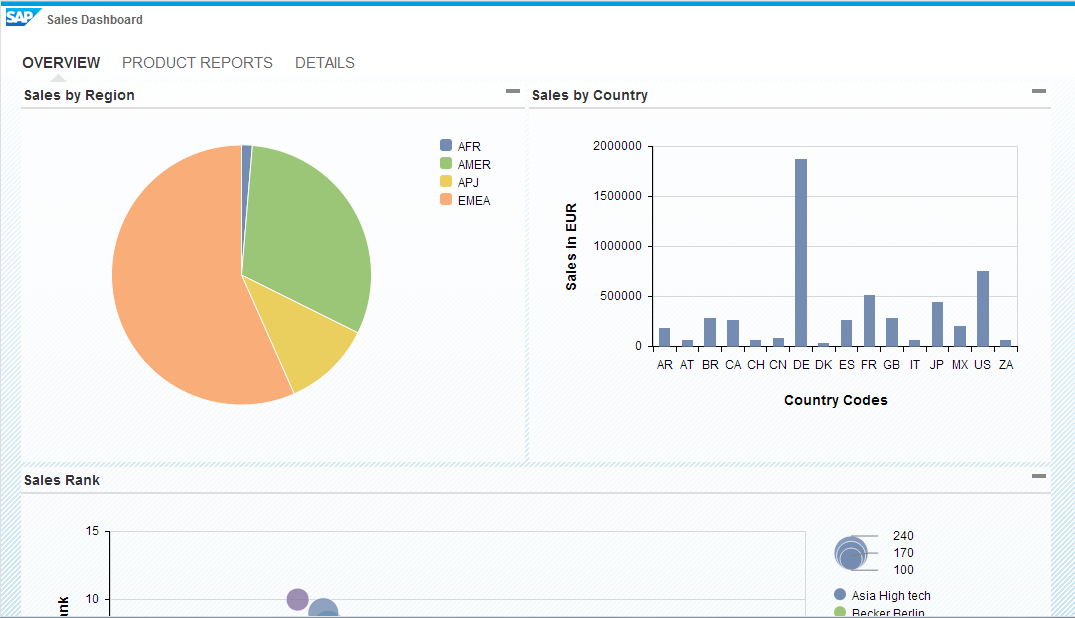 SAP Sales Dashboard
OVERVIEW PRODUCT REPORTS DETAILS
Sales by Region
AFR
AMER
APJ
EMEA
Sales by Country
2000000
1500000
1000000
500000
0
Sales in EUR
AR AT BR CA CH CN DE DK ES FR GB IT JP MX US ZA
Country Codes
Sales Rank
15
10
240
170
100
Asia High tech
Becker Berlin